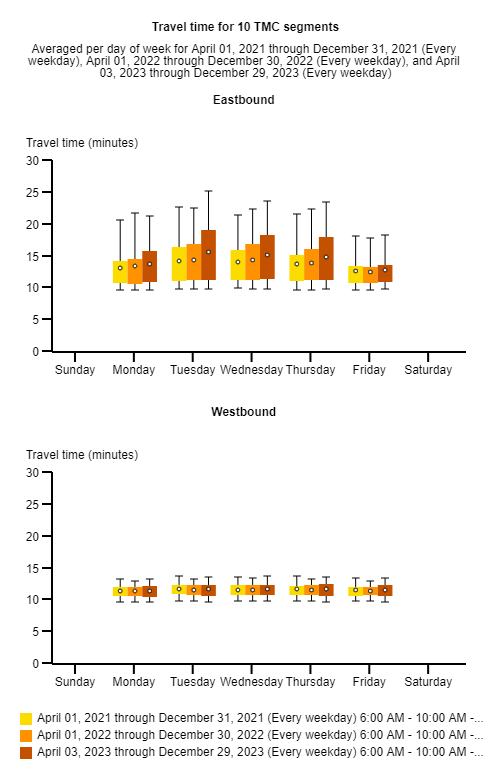 Travel time for 10 TMC segments
Averaged per day of week for April 01, 2021 through December 31, 2021 (Every
weekday), April 01, 2022 through December 30, 2022 (Every weekday), and April
03, 2023 through December 29, 2023 (Every weekday)
Eastbound
Travel time (minutes)
30
25
20
15
10
5
0
Sunday Monday Tuesday Wednesday Thursday Friday Saturday
Westbound
Travel time (minutes)
30
25
20
15
10
5
0
Sunday Monday Tuesday Wednesday Thursday Friday Saturday
April 01, 2021 through December 31, 2021 (Every weekday) 6:00 AM - 10:00 AM -...
April 01, 2022 through December 30, 2022 (Every weekday) 6:00 AM - 10:00 AM -...
April 03, 2023 through December 29, 2023 (Every weekday) 6:00 AM - 10:00 AM -...